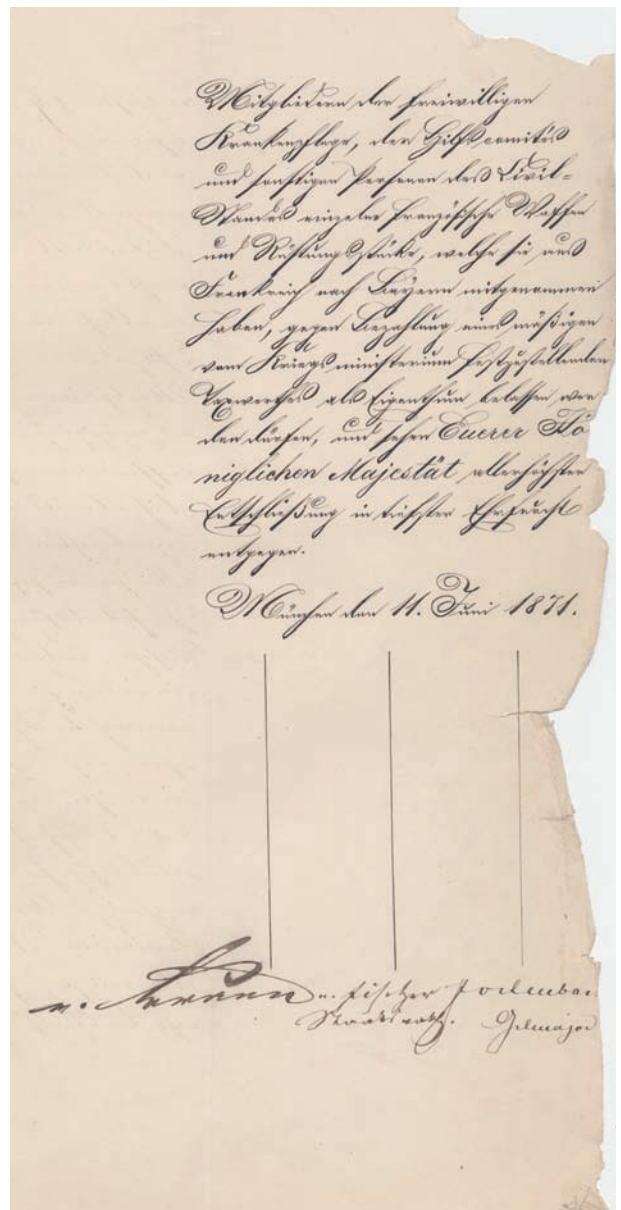 Mitgliedern der freiwilligen
Krankenpflege, der Hilfscomités
und sonstigen Personen des Civil-
Standes einzelne französische Waffen
und Rüstungsstücke, welche sie aus
Frankreich nach Bayern mitgenommen
haben, gegen Bezahlung eines mäßigen
vom Kriegsministerium festzustellenden
Taxwerthes als Eigenthum belassen wer
den dürfen, und sehen Euerer Kö
niglichen Majestät allerhöchster
Entschließung in tiefster Ehrfurcht
entgegen.
München den 11. Juni 1871.
v. Fischer
Staatsrath. Glmajor